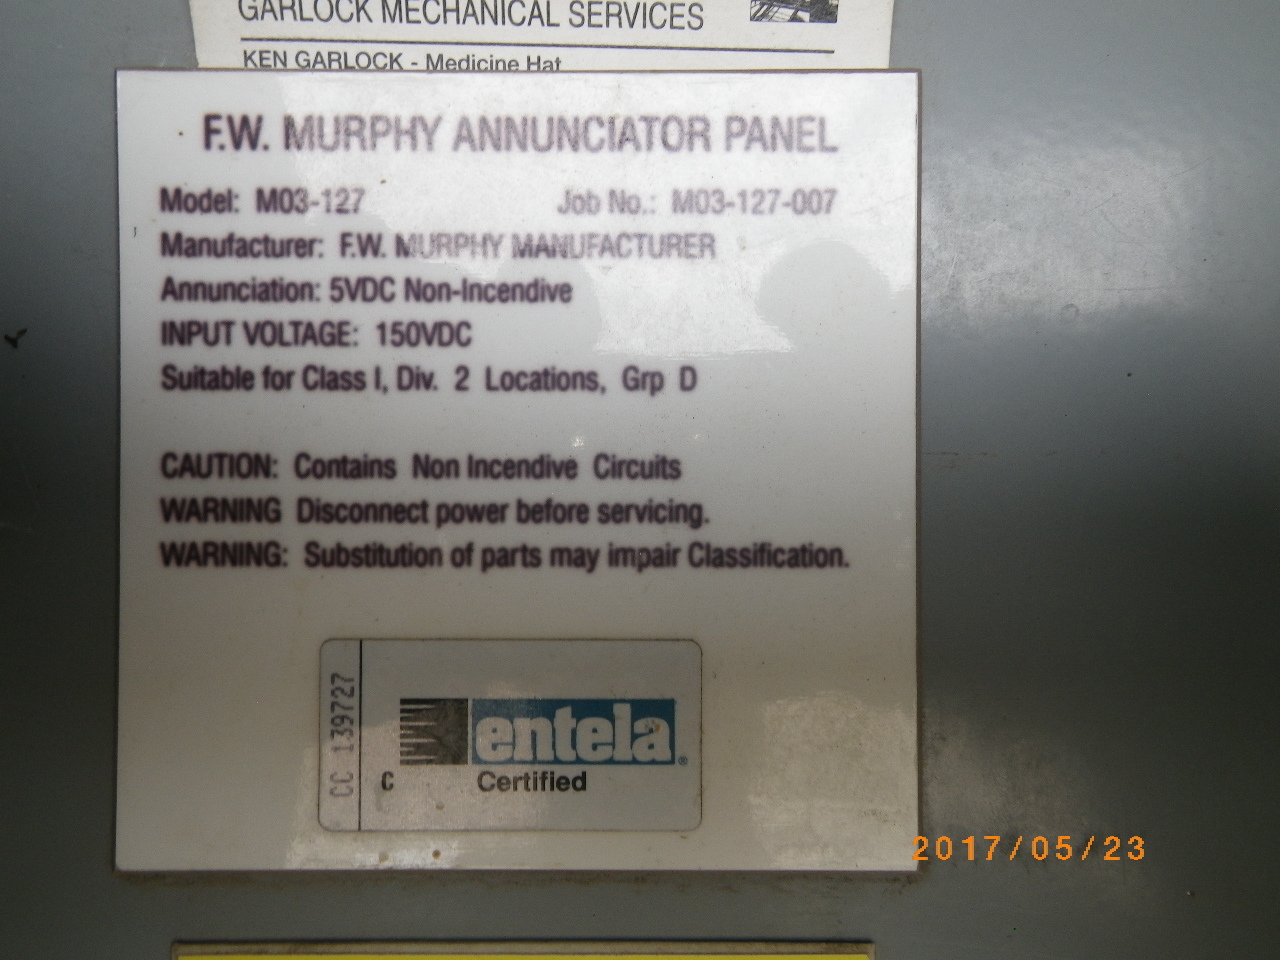 GARLOCK MECHANICAL SERVICES
KEN GARLOCK - Medicine Hat
F.W. MURPHY ANNUNCIATOR PANEL
Model: M03-127 Job No.: M03-127-007
Manufacturer: F.W. MURPHY MANUFACTURER
Annunciation: 5VDC Non-Incendive
INPUT VOLTAGE: 150VDC
Suitable for Class I, Div. 2 Locations, Grp D
CAUTION: Contains Non Incendive Circuits
WARNING Disconnect power before servicing.
WARNING: Substitution of parts may impair Classification.
CC 139727
entela®
C Certified
2017/05/23